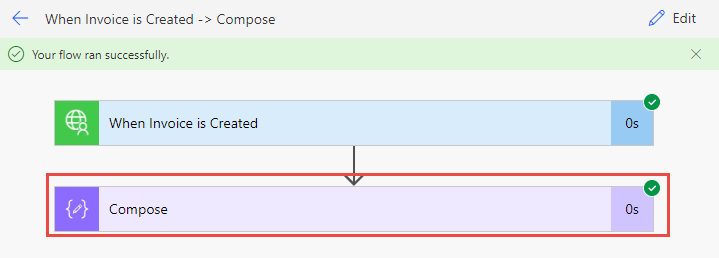 When Invoice is Created -> Compose
Edit
Your flow ran successfully.
When Invoice is Created
0s
Compose
0s